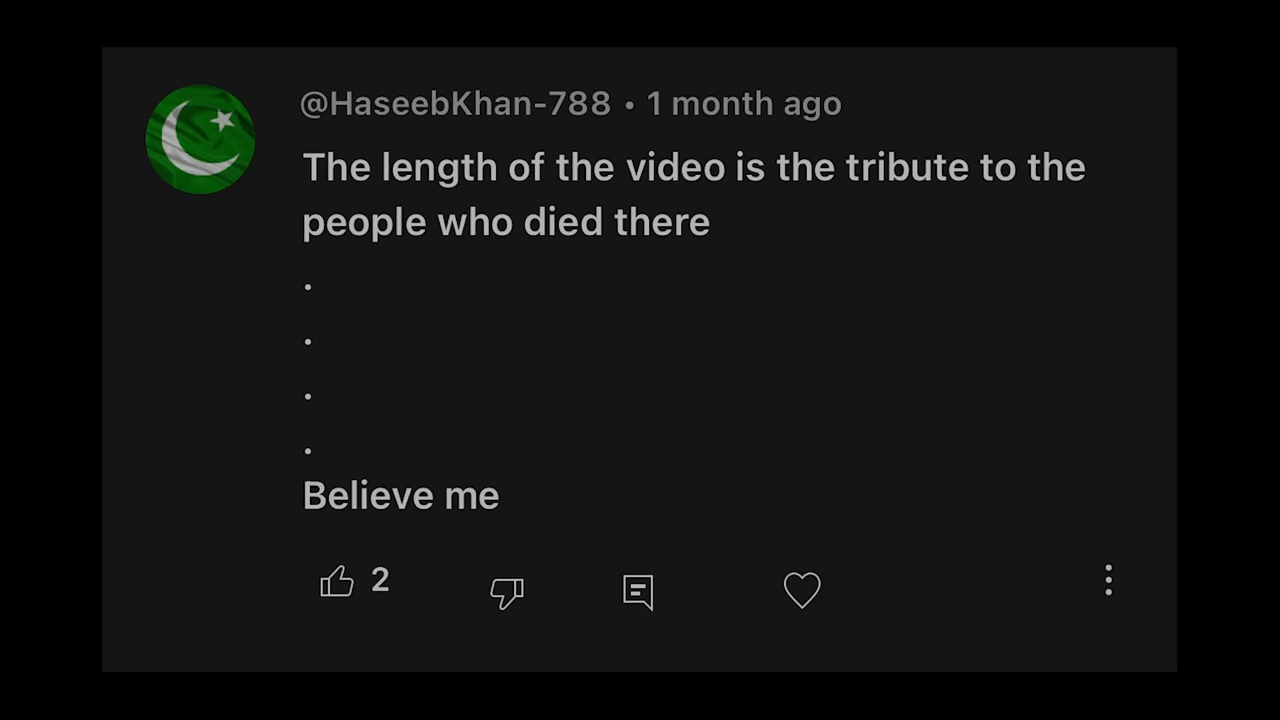 @HaseebKhan-788 • 1 month ago
The length of the video is the tribute to the
people who died there
.
.
.
.
Believe me
2